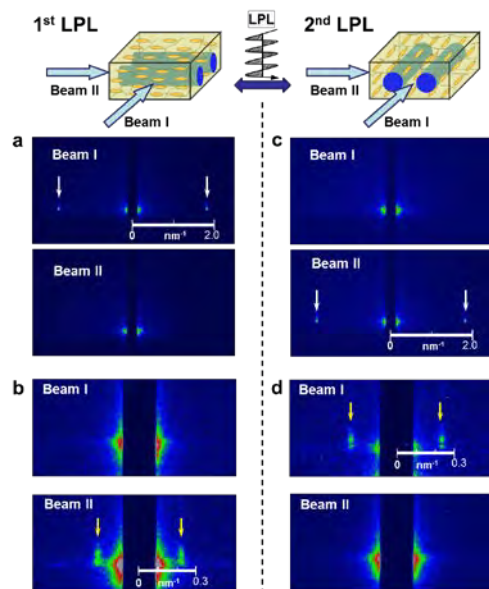 1st LPL
LPL
2nd LPL
Beam II
Beam I
Beam II
Beam I
a
Beam I
0
nm-1
2.0
Beam II
c
Beam I
Beam II
0
nm-1
2.0
b
Beam I
Beam II
0
nm-1
0.3
d
Beam I
0
nm-1
0.3
Beam II